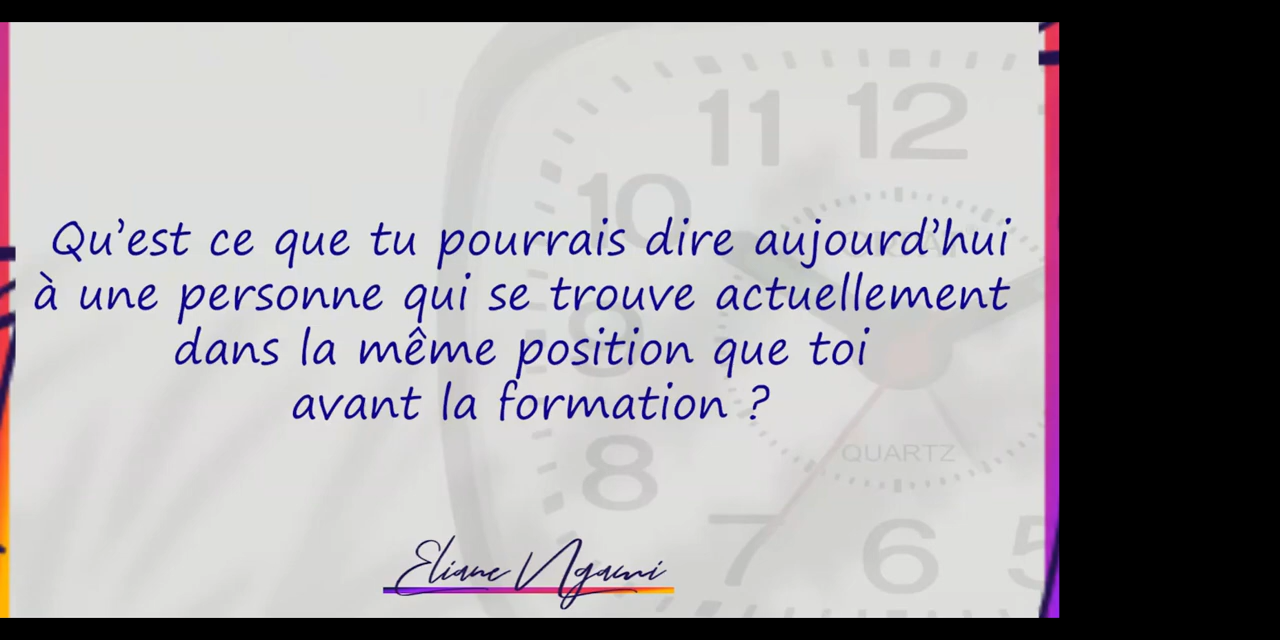 11 12
10
Qu’est ce que tu pourrais dire aujourd’hui
à une personne qui se trouve actuellement
dans la même position que toi
9
avant la formation ?
8
QUARTZ
7 6 5
Eliane Ngami